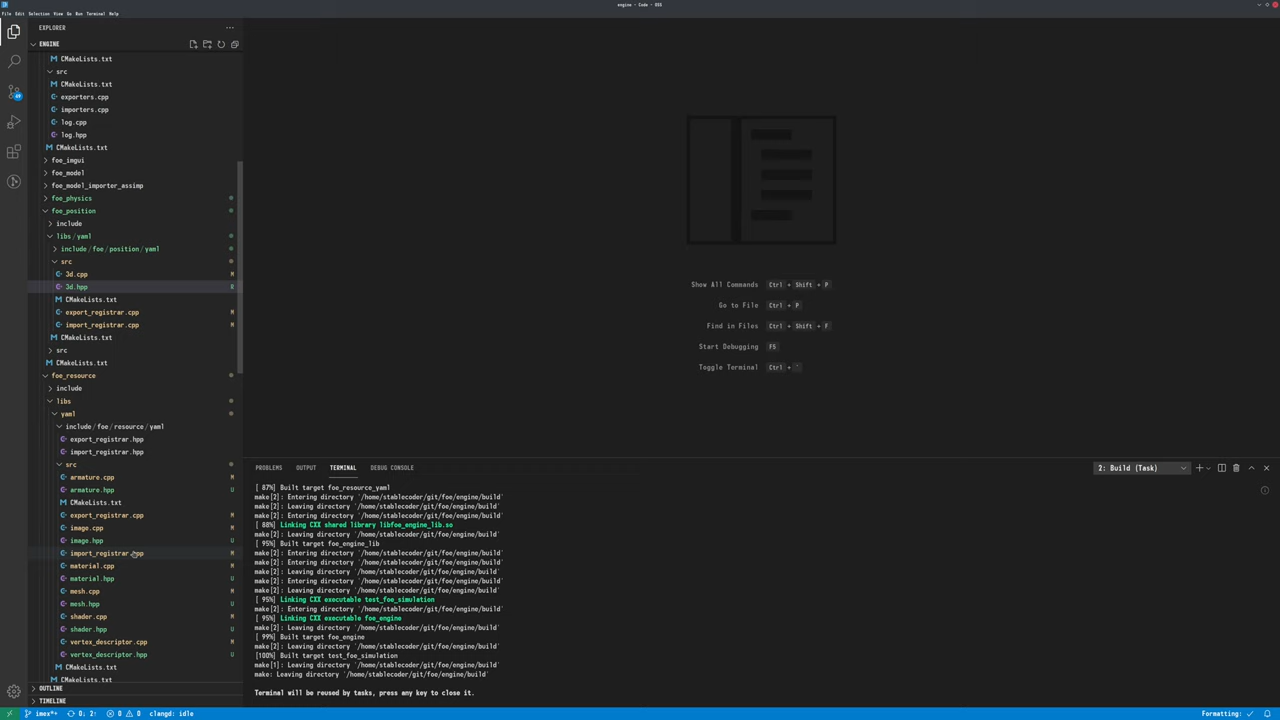 engine - Code - OSS
File Edit Selection View Go Run Terminal Help
EXPLORER
ENGINE
CMakeLists.txt
src
CMakeLists.txt
exporters.cpp
importers.cpp
log.cpp
log.hpp
CMakeLists.txt
foe_imgui
foe_model
foe_model_importer_assimp
foe_physics
foe_position
include
libs / yaml
include / foe / position / yaml
src
3d.cpp M
3d.hpp R
CMakeLists.txt
export_registrar.cpp M
import_registrar.cpp M
CMakeLists.txt
src
CMakeLists.txt
foe_resource
include
libs
yaml
include / foe / resource / yaml
export_registrar.hpp
import_registrar.hpp
src
armature.cpp M
armature.hpp U
CMakeLists.txt
export_registrar.cpp M
image.cpp M
image.hpp U
import_registrar.cpp M
material.cpp M
material.hpp U
mesh.cpp M
mesh.hpp U
shader.cpp M
shader.hpp U
vertex_descriptor.cpp M
vertex_descriptor.hpp U
CMakeLists.txt
CMakeLists.txt
OUTLINE
TIMELINE
Show All Commands Ctrl + Shift + P
Go to File Ctrl + P
Find in Files Ctrl + Shift + F
Start Debugging F5
Toggle Terminal Ctrl + `
PROBLEMS OUTPUT TERMINAL DEBUG CONSOLE 2: Build (Task)
[ 87%] Built target foe_resource_yaml
make[2]: Entering directory '/home/stablecoder/git/foe/engine/build'
make[2]: Leaving directory '/home/stablecoder/git/foe/engine/build'
make[2]: Entering directory '/home/stablecoder/git/foe/engine/build'
[ 88%] Linking CXX shared library libfoe_engine_lib.so
make[2]: Leaving directory '/home/stablecoder/git/foe/engine/build'
[ 95%] Built target foe_engine_lib
make[2]: Entering directory '/home/stablecoder/git/foe/engine/build'
make[2]: Entering directory '/home/stablecoder/git/foe/engine/build'
make[2]: Leaving directory '/home/stablecoder/git/foe/engine/build'
make[2]: Leaving directory '/home/stablecoder/git/foe/engine/build'
make[2]: Entering directory '/home/stablecoder/git/foe/engine/build'
[ 95%] Linking CXX executable test_foe_simulation
make[2]: Entering directory '/home/stablecoder/git/foe/engine/build'
[ 95%] Linking CXX executable foe_engine
make[2]: Leaving directory '/home/stablecoder/git/foe/engine/build'
[ 99%] Built target foe_engine
make[2]: Leaving directory '/home/stablecoder/git/foe/engine/build'
[100%] Built target test_foe_simulation
make[1]: Leaving directory '/home/stablecoder/git/foe/engine/build'
make: Leaving directory '/home/stablecoder/git/foe/engine/build'
Terminal will be reused by tasks, press any key to close it.
imex*+ 0↓ 2↑ 0 0 clangd: idle Formatting: ✓